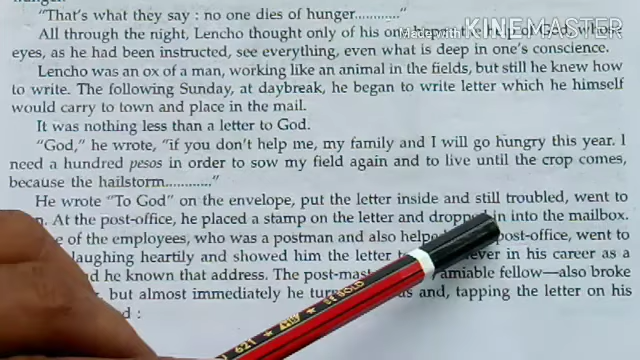 "That's what they say : no one dies of hunger............"
All through the night, Lencho thought only of his one help of God, whose
eyes, as he had been instructed, see everything, even what is deep in one's conscience.
Lencho was an ox of a man, working like an animal in the fields, but still he knew how
to write. The following Sunday, at daybreak, he began to write letter which he himself
would carry to town and place in the mail.
It was nothing less than a letter to God.
"God," he wrote, "if you don't help me, my family and I will go hungry this year. I
need a hundred pesos in order to sow my field again and to live until the crop comes,
because the hailstorm............"
He wrote "To God" on the envelope, put the letter inside and still troubled, went to
At the post-office, he placed a stamp on the letter and dropped in into the mailbox.
of the employees, who was a postman and also helped post-office, went to
laughing heartily and showed him the letter in his career as a
he known that address. The amiable fellow—also broke
but almost immediately he and, tapping the letter on his
Made with KINEMASTER
621